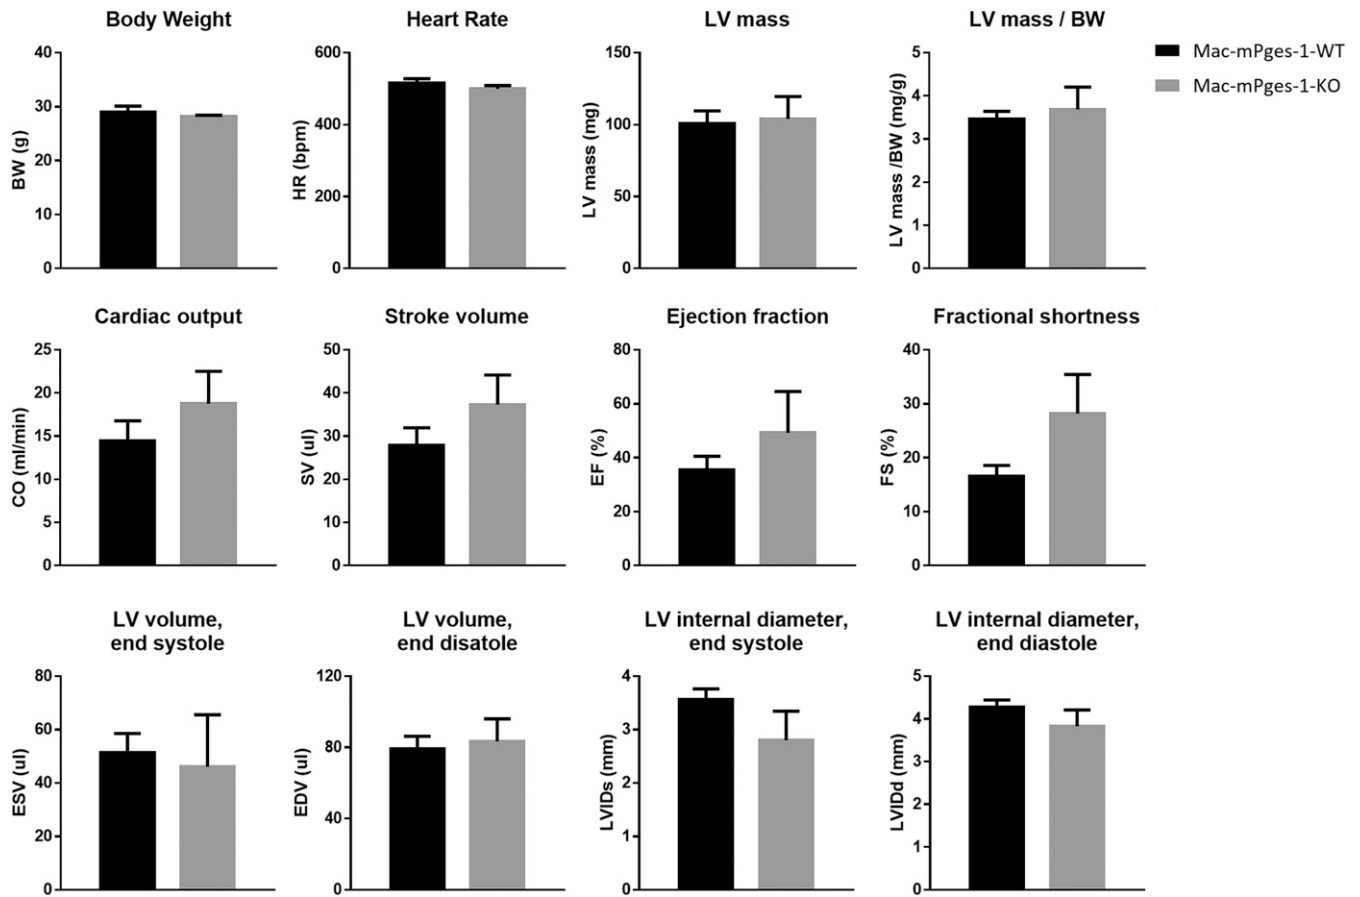 Body Weight
BW (g)
40
30
20
10
0
Heart Rate
HR (bpm)
600
400
200
0
LV mass
LV mass (mg)
150
100
50
0
LV mass / BW
LV mass /BW (mg/g)
5
4
3
2
1
0
Mac-mPges-1-WT
Mac-mPges-1-KO
Cardiac output
CO (ml/min)
25
20
15
10
5
0
Stroke volume
SV (ul)
50
40
30
20
10
0
Ejection fraction
EF (%)
80
60
40
20
0
Fractional shortness
FS (%)
40
30
20
10
0
LV volume,
end systole
ESV (ul)
80
60
40
20
0
LV volume,
end disatole
EDV (ul)
120
80
40
0
LV internal diameter,
end systole
LVIDs (mm)
4
3
2
1
0
LV internal diameter,
end diastole
LVIDd (mm)
5
4
3
2
1
0